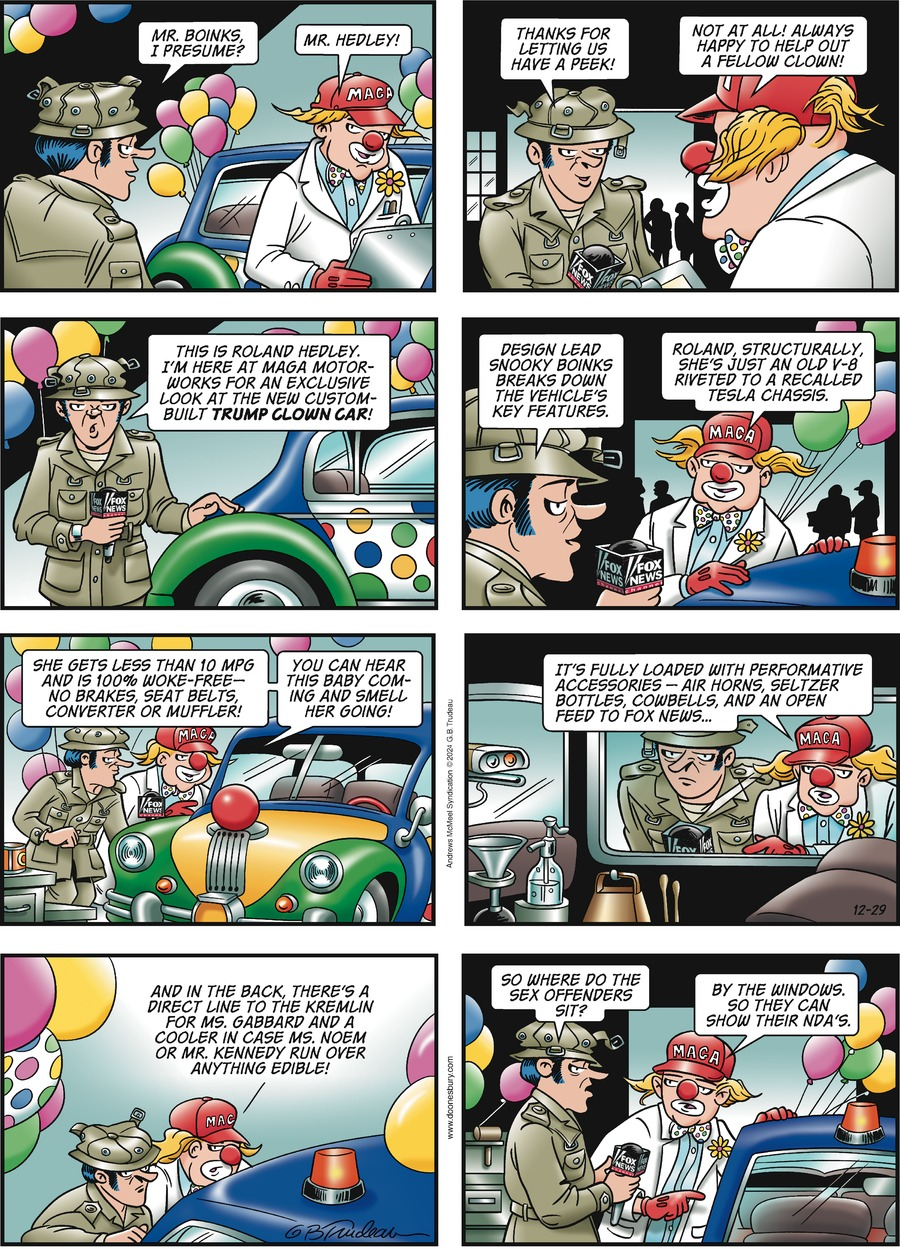 MR. BOINKS,
I PRESUME?
MR. HEDLEY!
MAGA
THANKS FOR
LETTING US
HAVE A PEEK!
NOT AT ALL! ALWAYS
HAPPY TO HELP OUT
A FELLOW CLOWN!
FOX
NEWS
THIS IS ROLAND HEDLEY.
I'M HERE AT MAGA MOTOR-
WORKS FOR AN EXCLUSIVE
LOOK AT THE NEW CUSTOM-
BUILT TRUMP CLOWN CAR!
FOX
NEWS
channel
FOX
NEWS
DESIGN LEAD
SNOOKY BOINKS
BREAKS DOWN
THE VEHICLE'S
KEY FEATURES.
ROLAND, STRUCTURALLY,
SHE'S JUST AN OLD V-8
RIVETED TO A RECALLED
TESLA CHASSIS.
MAGA
FOX
NEWS
FOX
NEWS
channel
SHE GETS LESS THAN 10 MPG
AND IS 100% WOKE-FREE—
NO BRAKES, SEAT BELTS,
CONVERTER OR MUFFLER!
YOU CAN HEAR
THIS BABY COM-
ING AND SMELL
HER GOING!
MAGA
FOX
NEWS
Andrews McMeel Syndication © 2024 G.B. Trudeau
IT'S FULLY LOADED WITH PERFORMATIVE
ACCESSORIES — AIR HORNS, SELTZER
BOTTLES, COWBELLS, AND AN OPEN
FEED TO FOX NEWS...
MAGA
FOX
FOX
12-29
AND IN THE BACK, THERE'S A
DIRECT LINE TO THE KREMLIN
FOR MS. GABBARD AND A
COOLER IN CASE MS. NOEM
OR MR. KENNEDY RUN OVER
ANYTHING EDIBLE!
MAG
GB Trudeau
www.doonesbury.com
SO WHERE DO THE
SEX OFFENDERS
SIT?
BY THE WINDOWS.
SO THEY CAN
SHOW THEIR NDA'S.
MAGA
FOX
NEWS